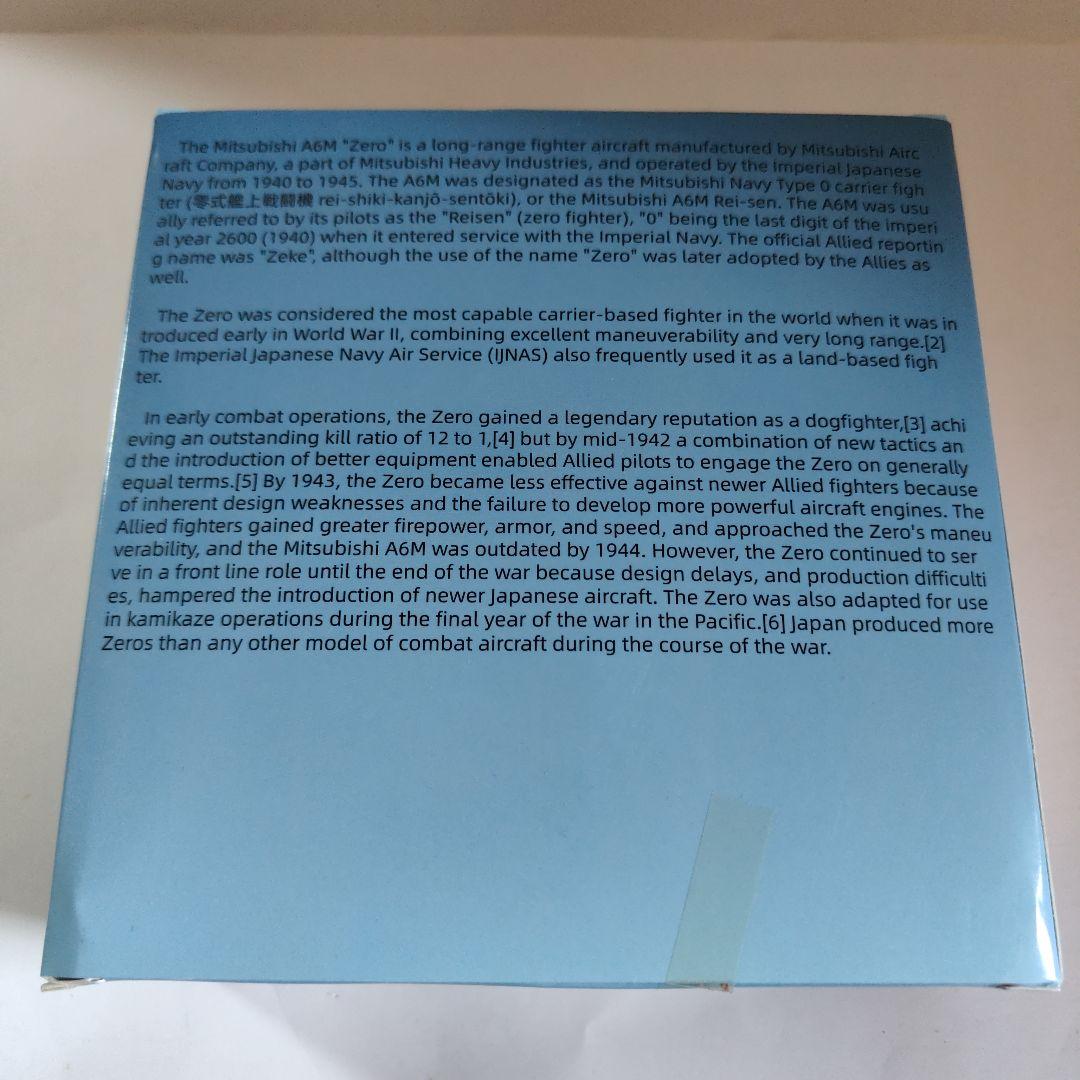 The Mitsubishi A6M "Zero" is a long-range fighter aircraft manufactured by Mitsubishi Airc
raft Company, a part of Mitsubishi Heavy Industries, and operated by the Imperial Japanese
Navy from 1940 to 1945. The A6M was designated as the Mitsubishi Navy Type 0 carrier figh
ter (零式艦上戦闘機 rei-shiki-kanjō-sentōki), or the Mitsubishi A6M Rei-sen. The A6M was usu
ally referred to by its pilots as the "Reisen" (zero fighter), "0" being the last digit of the imperi
al year 2600 (1940) when it entered service with the Imperial Navy. The official Allied reportin
g name was "Zeke", although the use of the name "Zero" was later adopted by the Allies as
well.
The Zero was considered the most capable carrier-based fighter in the world when it was in
troduced early in World War II, combining excellent maneuverability and very long range.[2]
The Imperial Japanese Navy Air Service (IJNAS) also frequently used it as a land-based figh
ter.
In early combat operations, the Zero gained a legendary reputation as a dogfighter,[3] achi
eving an outstanding kill ratio of 12 to 1,[4] but by mid-1942 a combination of new tactics an
d the introduction of better equipment enabled Allied pilots to engage the Zero on generally
equal terms.[5] By 1943, the Zero became less effective against newer Allied fighters because
of inherent design weaknesses and the failure to develop more powerful aircraft engines. The
Allied fighters gained greater firepower, armor, and speed, and approached the Zero's maneu
verability, and the Mitsubishi A6M was outdated by 1944. However, the Zero continued to ser
ve in a front line role until the end of the war because design delays, and production difficulti
es, hampered the introduction of newer Japanese aircraft. The Zero was also adapted for use
in kamikaze operations during the final year of the war in the Pacific.[6] Japan produced more
Zeros than any other model of combat aircraft during the course of the war.